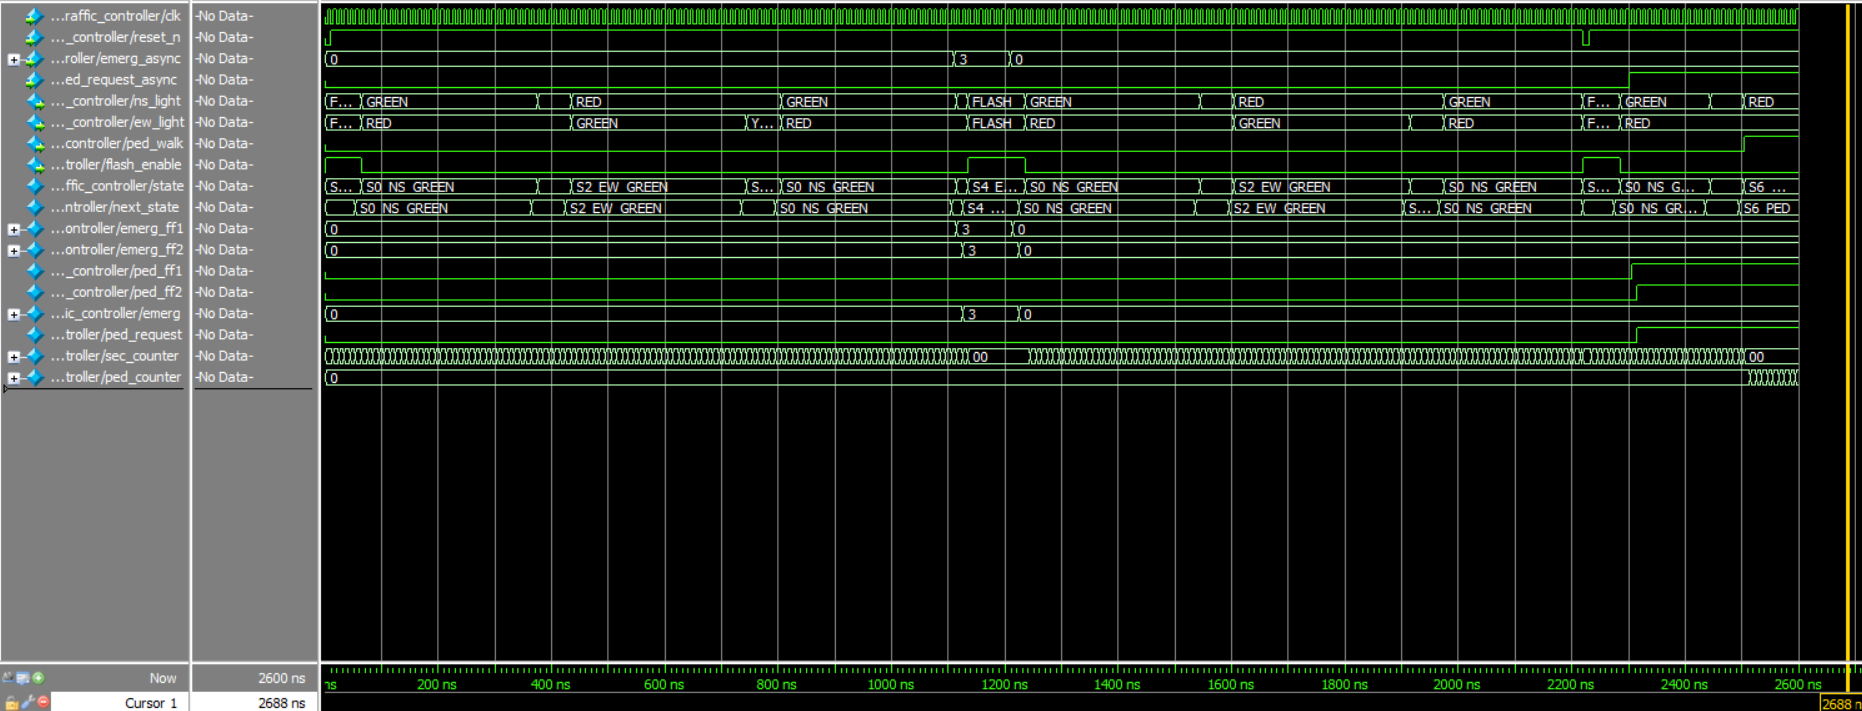 ...raffic_controller/clk -No Data-
..._controller/reset_n -No Data-
...roller/emerg_async -No Data- 0 3 0
...ed_request_async -No Data-
..._controller/ns_light -No Data- F... GREEN RED GREEN FLASH GREEN RED GREEN F... GREEN RED
..._controller/ew_light -No Data- F... RED GREEN Y... RED FLASH RED GREEN RED F... RED
...controller/ped_walk -No Data-
...troller/flash_enable -No Data-
...ffic_controller/state -No Data- S... S0_NS_GREEN S2_EW_GREEN S... S0_NS_GREEN S4_E... S0_NS_GREEN S2_EW_GREEN S0_NS_GREEN S... S0_NS_G... S6_...
...ntroller/next_state -No Data- S0_NS_GREEN S2_EW_GREEN S0_NS_GREEN S4_... S0_NS_GREEN S2_EW_GREEN S... S0_NS_GREEN S0_NS_GR... S6_PED
...ontroller/emerg_ff1 -No Data- 0 3 0
...ontroller/emerg_ff2 -No Data- 0 3 0
..._controller/ped_ff1 -No Data-
..._controller/ped_ff2 -No Data-
...ic_controller/emerg -No Data- 0 3 0
...troller/ped_request -No Data-
...troller/sec_counter -No Data- 00 00
...troller/ped_counter -No Data- 0
Now 2600 ns ns 200 ns 400 ns 600 ns 800 ns 1000 ns 1200 ns 1400 ns 1600 ns 1800 ns 2000 ns 2200 ns 2400 ns 2600 ns
Cursor 1 2688 ns 2688 n